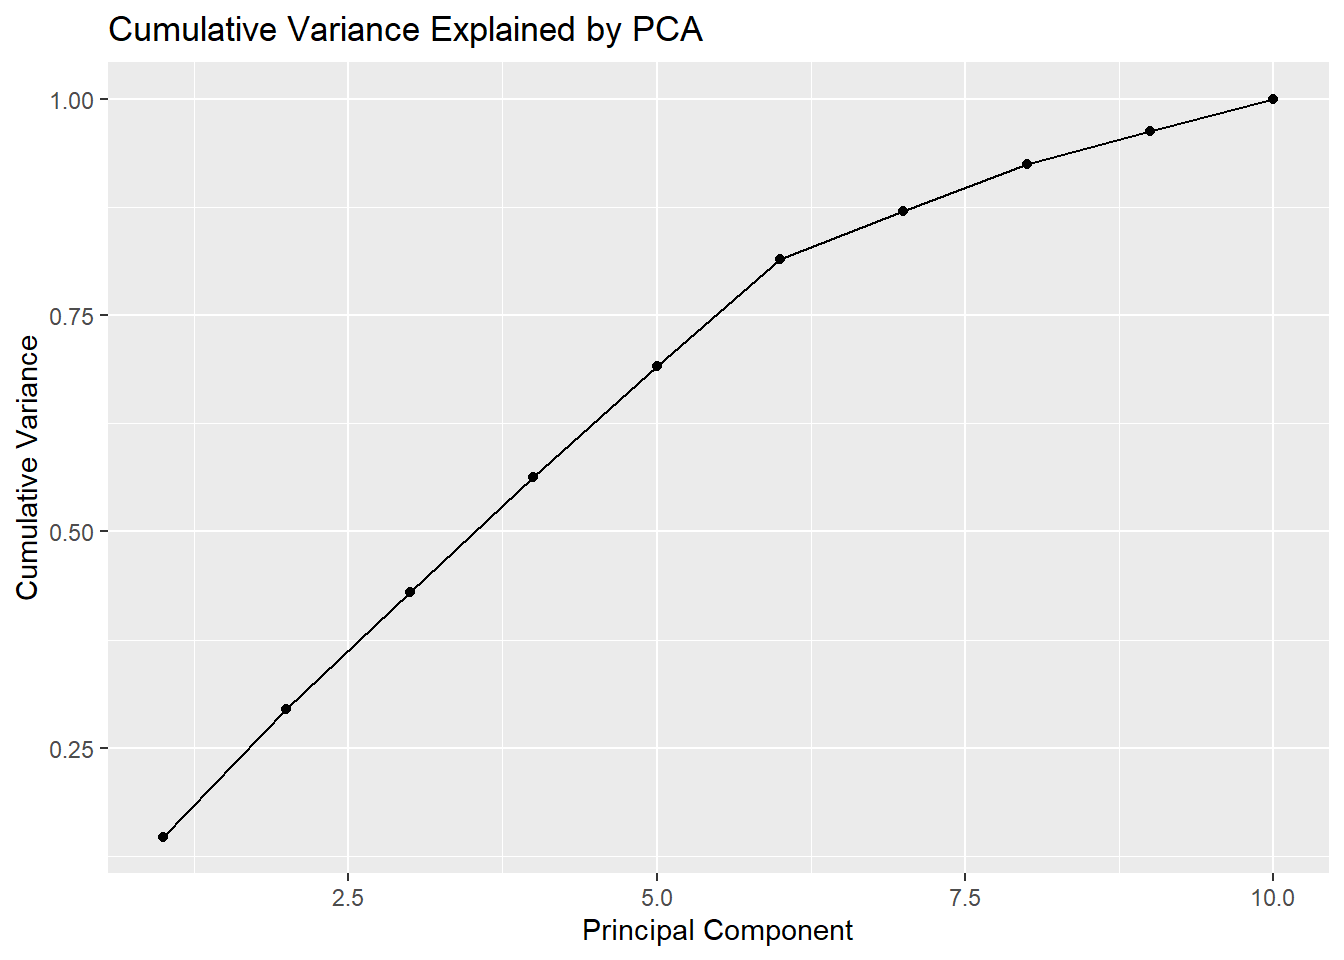 Cumulative Variance Explained by PCA
1.00
0.75
0.50
0.25
Cumulative Variance
2.5 5.0 7.5 10.0
Principal Component